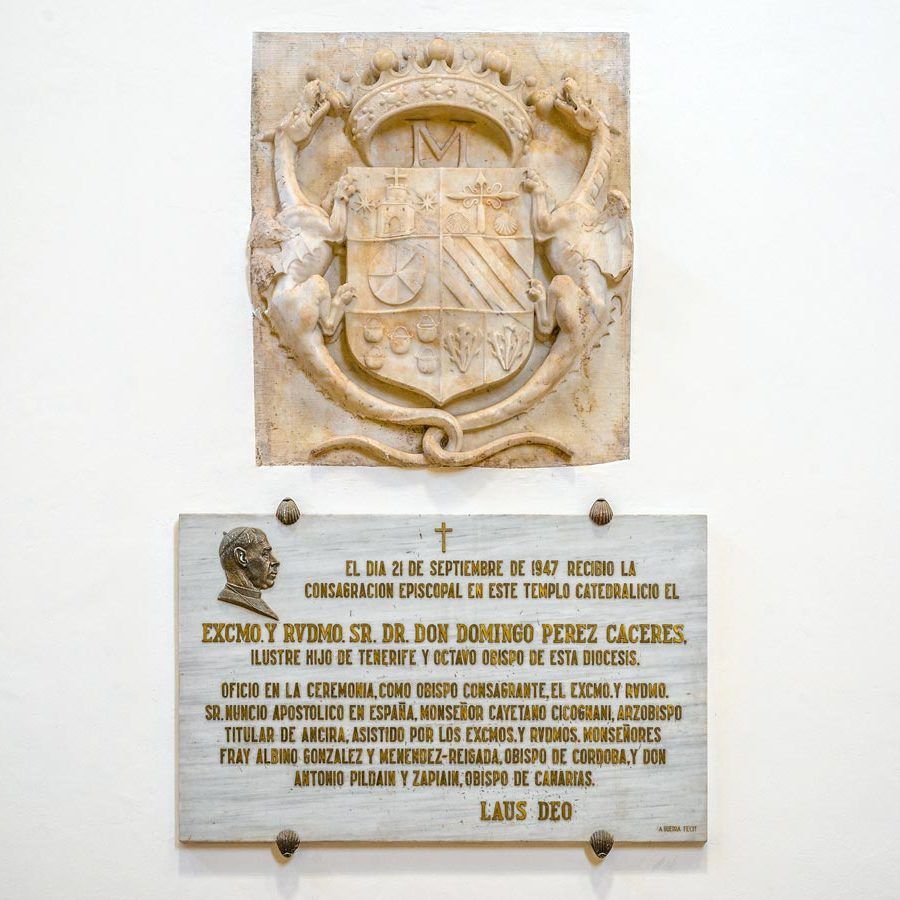 M
EL DIA 21 DE SEPTIEMBRE DE 1947 RECIBIO LA
CONSAGRACION EPISCOPAL EN ESTE TEMPLO CATEDRALICIO EL
EXCMO. Y RVDMO. SR. DR. DON DOMINGO PEREZ CACERES,
ILUSTRE HIJO DE TENERIFE Y OCTAVO OBISPO DE ESTA DIOCESIS.
OFICIO EN LA CEREMONIA, COMO OBISPO CONSAGRANTE, EL EXCMO. Y RVDMO.
SR. NUNCIO APOSTOLICO EN ESPAÑA, MONSEÑOR CAYETANO CICOGNANI, ARZOBISPO
TITULAR DE ANCIRA, ASISTIDO POR LOS EXCMOS. Y RVDMOS. MONSEÑORES
FRAY ALBINO GONZALEZ Y MENENDEZ-REIGADA, OBISPO DE CORDOBA, Y DON
ANTONIO PILDAIN Y ZAPIAIN, OBISPO DE CANARIAS.
LAUS DEO
FECIT